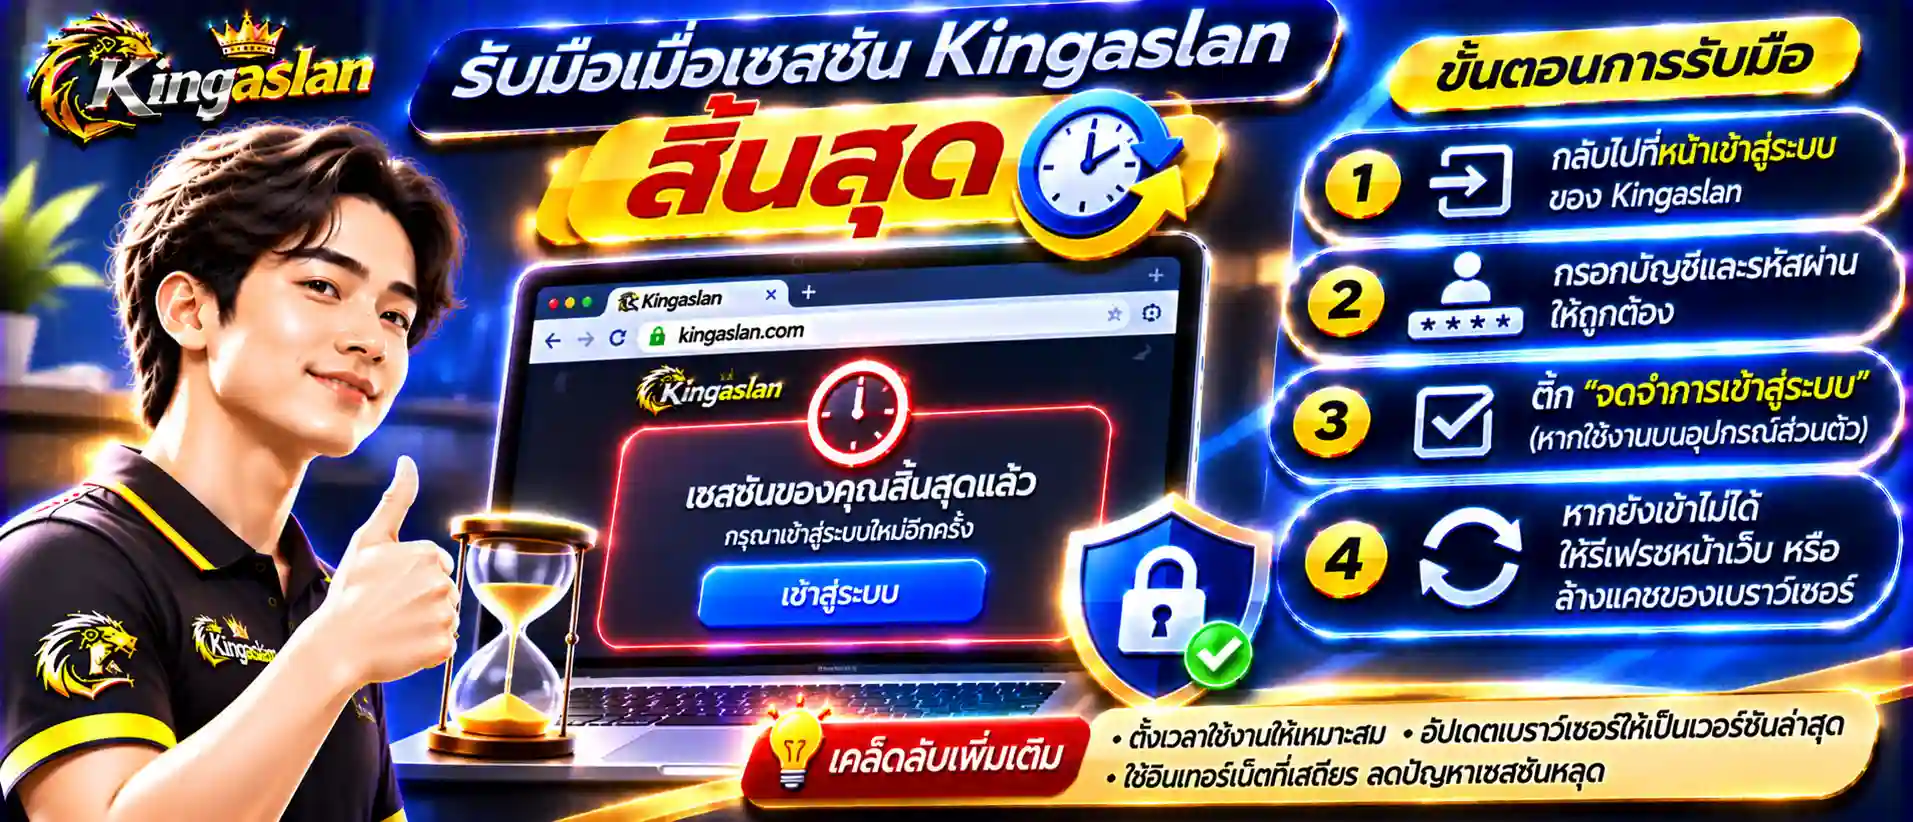 Kingaslan
รับมือเมื่อเซสซัน Kingaslan
สิ้นสุด
Kingaslan
kingaslan.com
Kingaslan
เซสซันของคุณสิ้นสุดแล้ว
กรุณาเข้าสู่ระบบใหม่อีกครั้ง
เข้าสู่ระบบ
Kingaslan
ขั้นตอนการรับมือ
1
กลับไปที่หน้าเข้าสู่ระบบ
ของ Kingaslan
2
กรอกบัญชีและรหัสผ่าน
ให้ถูกต้อง
****
3
ติ๊ก “จดจำการเข้าสู่ระบบ”
(หากใช้งานบนอุปกรณ์ส่วนตัว)
4
หากยังเข้าไม่ได้
ให้รีเฟรชหน้าเว็บ หรือ
ล้างแคชของเบราว์เซอร์
เคล็ดลับเพิ่มเติม
• ตั้งเวลาใช้งานให้เหมาะสม • อัปเดตเบราว์เซอร์ให้เป็นเวอร์ชันล่าสุด
• ใช้อินเทอร์เน็ตที่เสถียร ลดปัญหาเซสซันหลุด